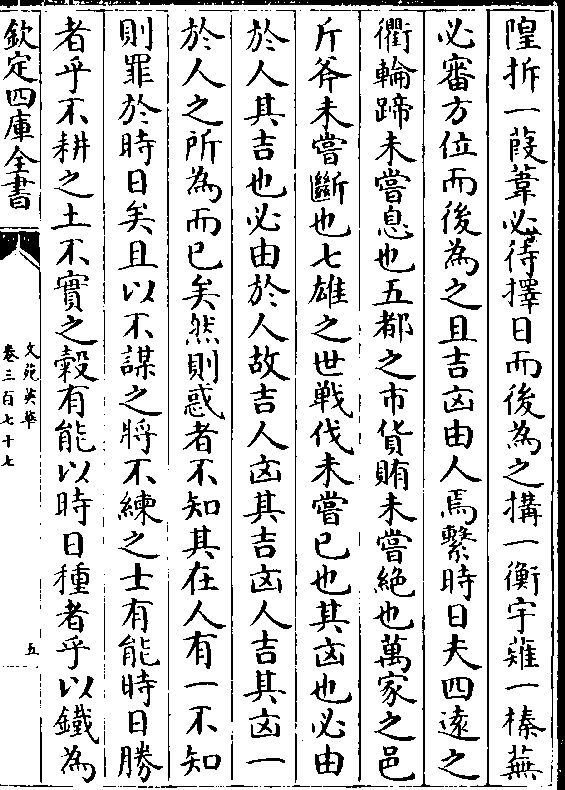 隍拆一葭葦必待擇日而後為之搆一衡宇薙一榛蕪
必審方位而後為之且吉凶由人焉繫時日夫四逵之
衢輪蹄未嘗息也五都之市貨賄未嘗絶也萬家之邑
斤斧未嘗斷也七雄之世戰伐未嘗已也其凶也必由
於人其吉也必由於人故吉人凶其吉凶人吉其凶一
於人之所為而已矣然則惑者不知其在人有一不知
則罪於時日矣且以不謀之將不練之士有能時日勝
者乎不耕之土不實之糓有能以時日種者乎以鐵為
欽定四庫全書
文苑英華
卷三百七十七
五